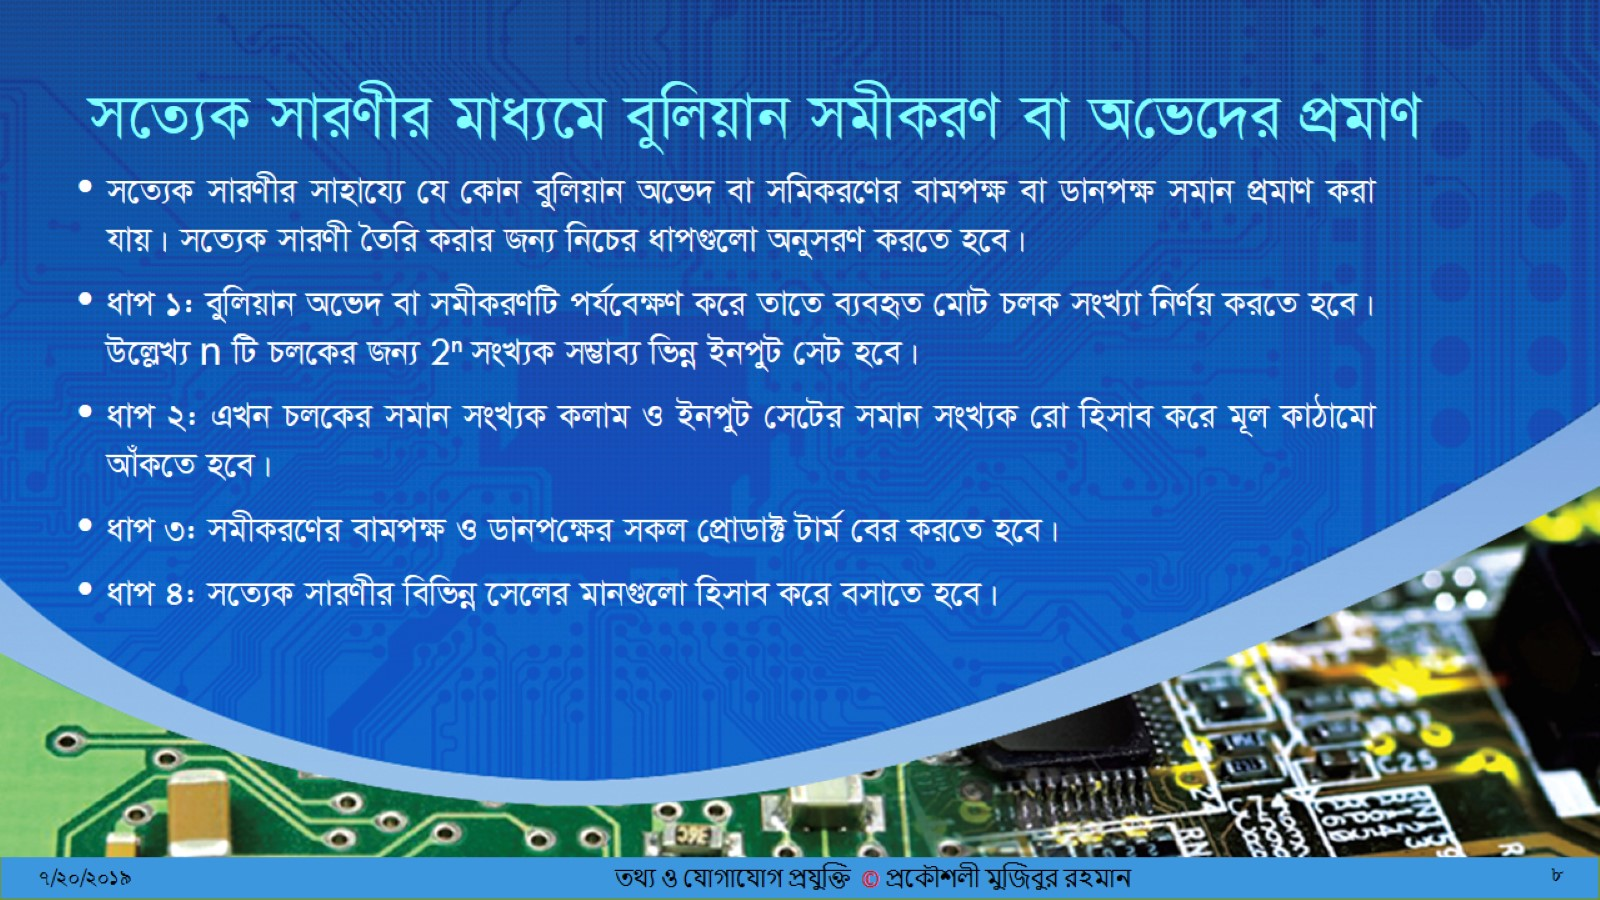 সত্যেক সারণীর মাধ্যমে বুলিয়ান সমীকরণ বা অভেদের প্রমাণ
• সত্যেক সারণীর সাহায্যে যে কোন বুলিয়ান অভেদ বা সমিকরণের বামপক্ষ বা ডানপক্ষ সমান প্রমাণ করা
যায়। সত্যেক সারণী তৈরি করার জন্য নিচের ধাপগুলো অনুসরণ করতে হবে।
• ধাপ ১: বুলিয়ান অভেদ বা সমীকরণটি পর্যবেক্ষণ করে তাতে ব্যবহৃত মোট চলক সংখ্যা নির্ণয় করতে হবে।
উল্লেখ্য n টি চলকের জন্য 2ⁿ সংখ্যক সম্ভাব্য ভিন্ন ইনপুট সেট হবে।
• ধাপ ২: এখন চলকের সমান সংখ্যক কলাম ও ইনপুট সেটের সমান সংখ্যক রো হিসাব করে মূল কাঠামো
আঁকতে হবে।
• ধাপ ৩: সমীকরণের বামপক্ষ ও ডানপক্ষের সকল প্রোডাক্ট টার্ম বের করতে হবে।
• ধাপ ৪: সত্যেক সারণীর বিভিন্ন সেলের মানগুলো হিসাব করে বসাতে হবে।
C25
36C
৭/২০/২০১৯ তথ্য ও যোগাযোগ প্রযুক্তি © প্রকৌশলী মুজিবুর রহমান ৮